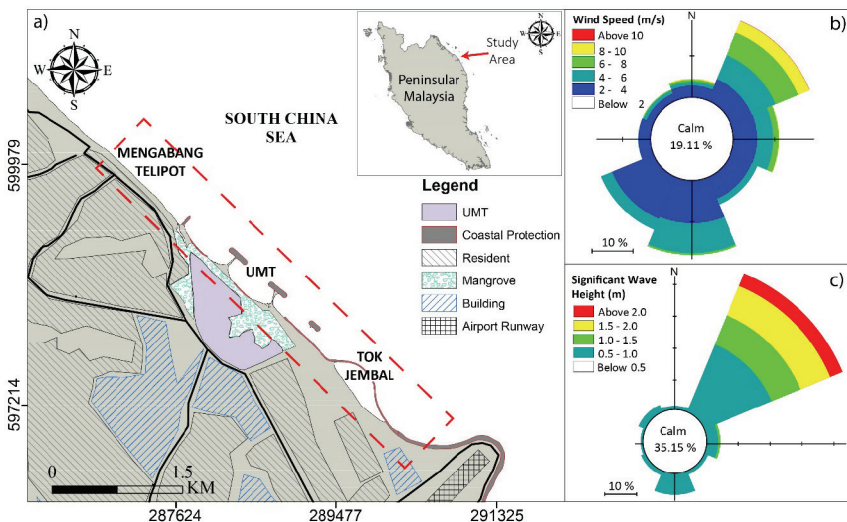 a)
N
W E
S
599979
597214
MENGABANG
TELIPOT
SOUTH CHINA
SEA
UMT
TOK
JEMBAL
0 1.5
KM
287624 289477 291325
N
W E
S
Study
Area
Peninsular
Malaysia
Legend
UMT
Coastal Protection
Resident
Mangrove
Building
Airport Runway
b)
Wind Speed (m/s)
Above 10
8 - 10
6 - 8
4 - 6
2 - 4
Below 2
N
Calm
19.11 %
10 %
c)
Significant Wave
Height (m)
Above 2.0
1.5 - 2.0
1.0 - 1.5
0.5 - 1.0
Below 0.5
N
Calm
35.15 %
10 %